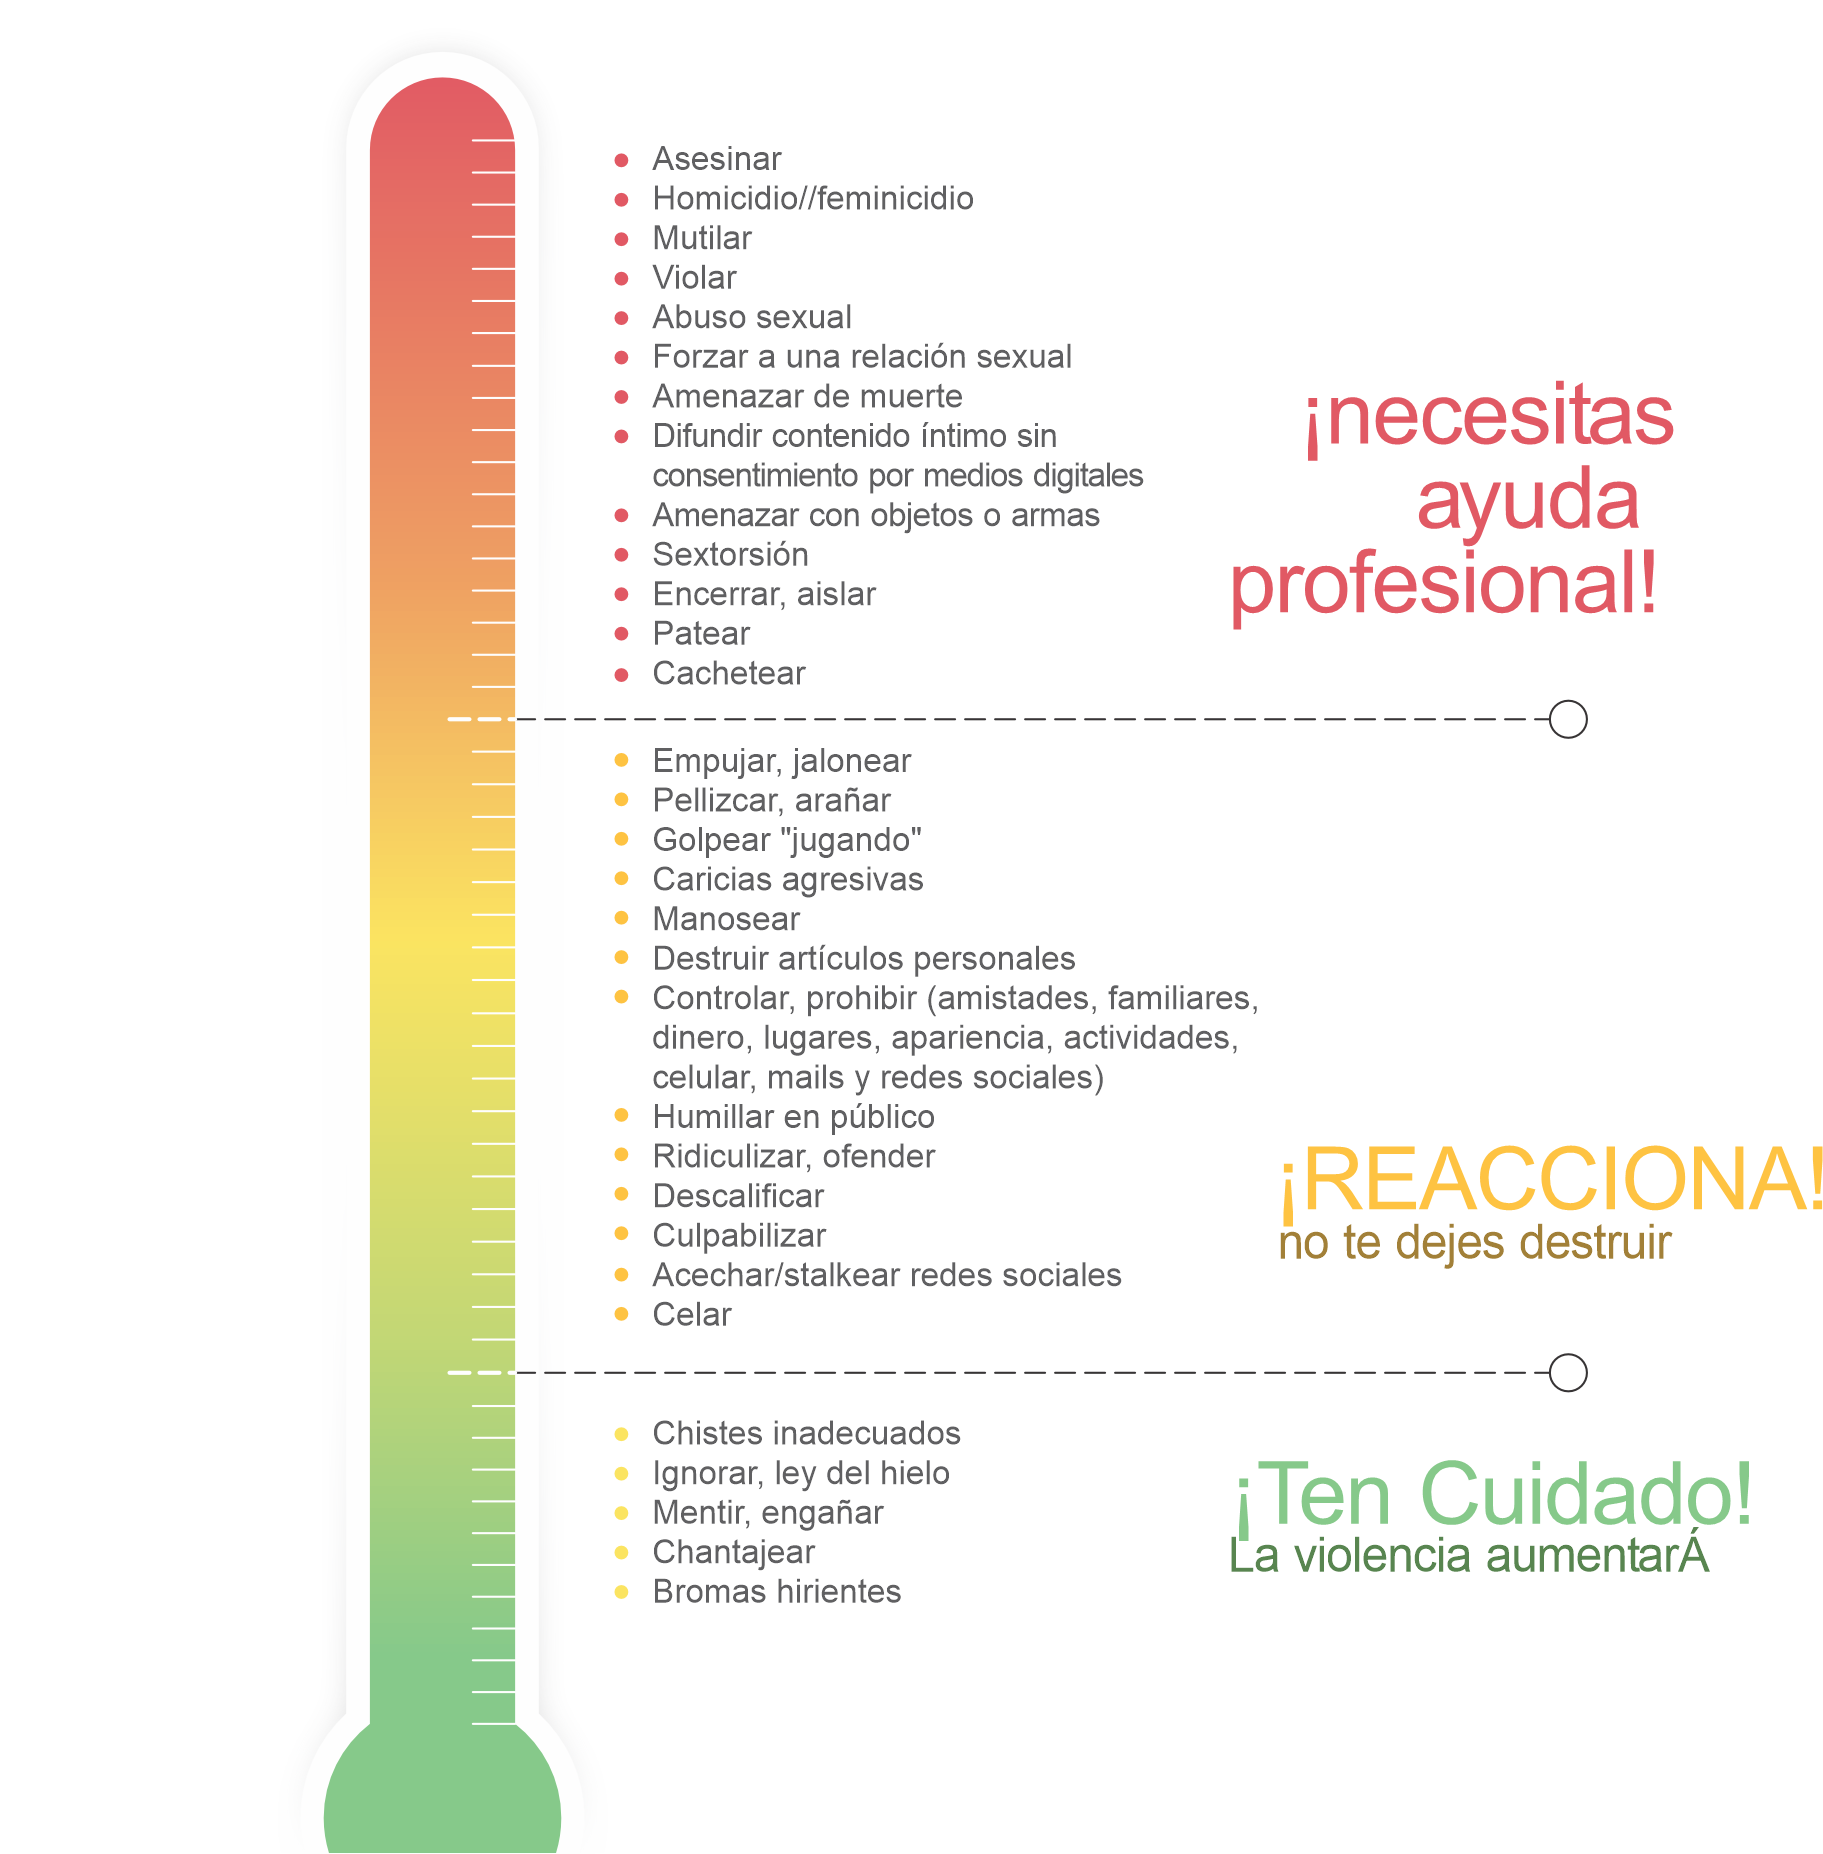 Asesinar
Homicidio//feminicidio
Mutilar
Violar
Abuso sexual
Forzar a una relación sexual
Amenazar de muerte
Difundir contenido íntimo sin
consentimiento por medios digitales
Amenazar con objetos o armas
Sextorsión
Encerrar, aislar
Patear
Cachetear
¡necesitas
ayuda
profesional!
Empujar, jalonear
Pellizcar, arañar
Golpear "jugando"
Caricias agresivas
Manosear
Destruir artículos personales
Controlar, prohibir (amistades, familiares,
dinero, lugares, apariencia, actividades,
celular, mails y redes sociales)
Humillar en público
Ridiculizar, ofender
Descalificar
Culpabilizar
Acechar/stalkear redes sociales
Celar
¡REACCIONA!
no te dejes destruir
Chistes inadecuados
Ignorar, ley del hielo
Mentir, engañar
Chantajear
Bromas hirientes
¡Ten Cuidado!
La violencia aumentarÁ